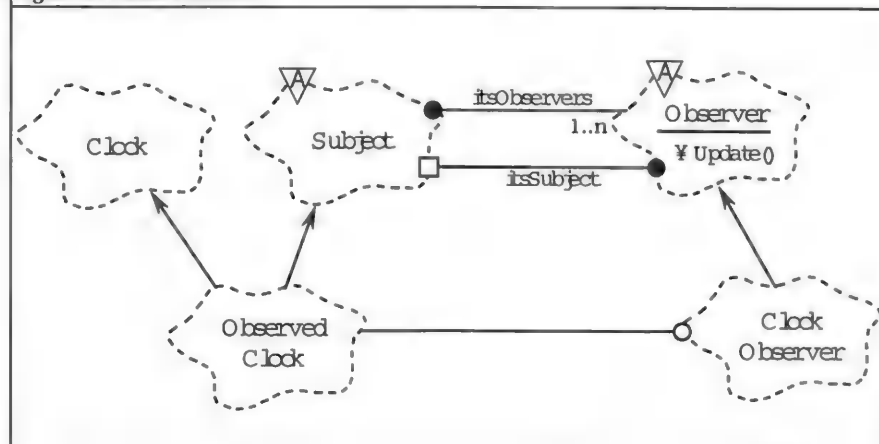 A
A
itsObservers
Observer
Clock
Subject
1..n
¥ Update()
itsSubject
Observed
Clock
Clock
Observer